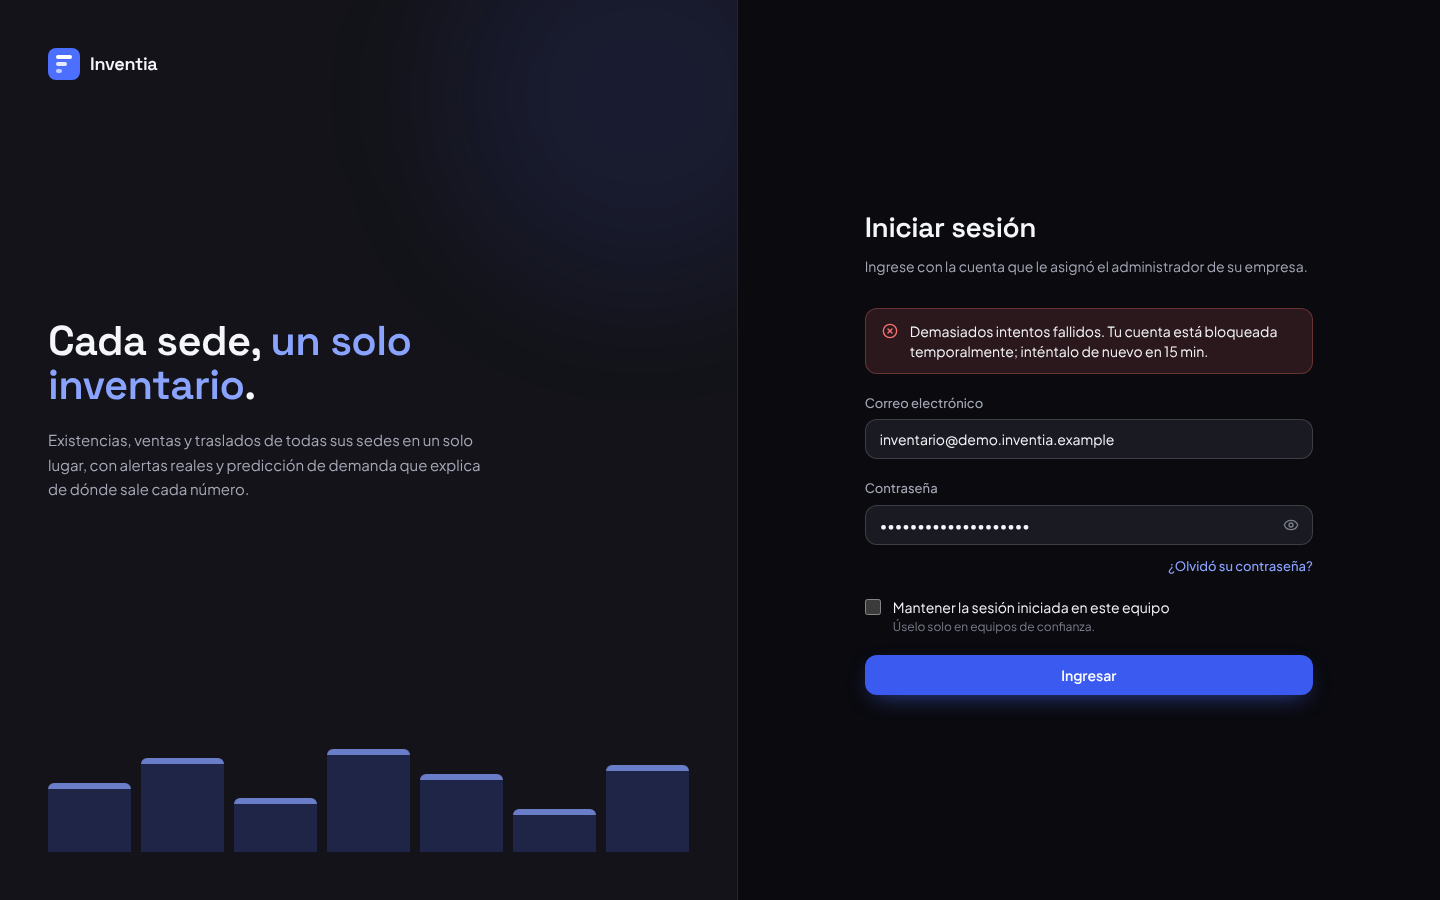 Inventia
Cada sede, un solo
inventario.
Existencias, ventas y traslados de todas sus sedes en un solo
lugar, con alertas reales y predicción de demanda que explica
de dónde sale cada número.
Iniciar sesión
Ingrese con la cuenta que le asignó el administrador de su empresa.
Demasiados intentos fallidos. Tu cuenta está bloqueada
temporalmente; inténtalo de nuevo en 15 min.
Correo electrónico
inventario@demo.inventia.example
Contraseña
••••••••••••••••••••
¿Olvidó su contraseña?
Mantener la sesión iniciada en este equipo
Úselo solo en equipos de confianza.
Ingresar